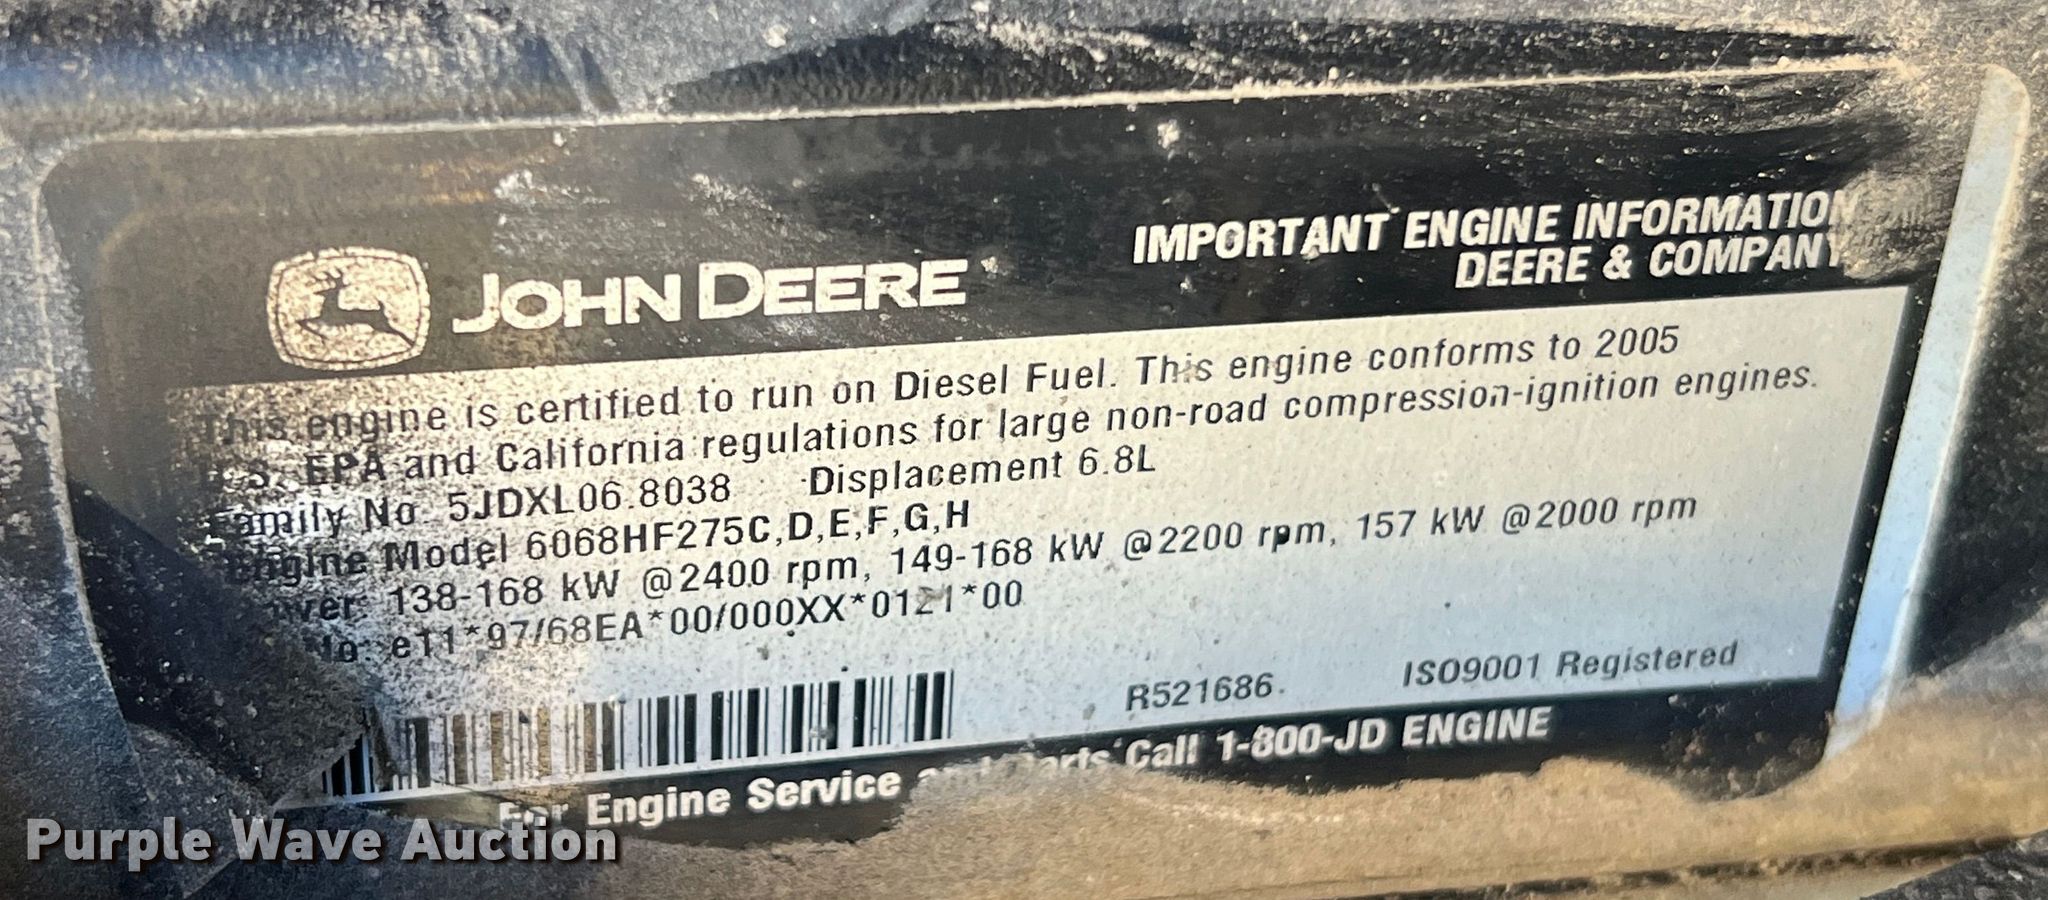 JOHN DEERE
IMPORTANT ENGINE INFORMATION
DEERE & COMPANY
This engine is certified to run on Diesel Fuel. This engine conforms to 2005
EPA and California regulations for large non-road compression-ignition engines.
Family No. 5JDXL06.8038 Displacement 6.8L
Engine Model 6068HF275C,D,E,F,G,H
138-168 kW @2400 rpm, 149-168 kW @2200 rpm, 157 kW @2000 rpm
e11*97/68EA*00/000XX*0121*00
R521686
ISO9001 Registered
For Engine Service and Parts Call 1-800-JD ENGINE
Purple Wave Auction